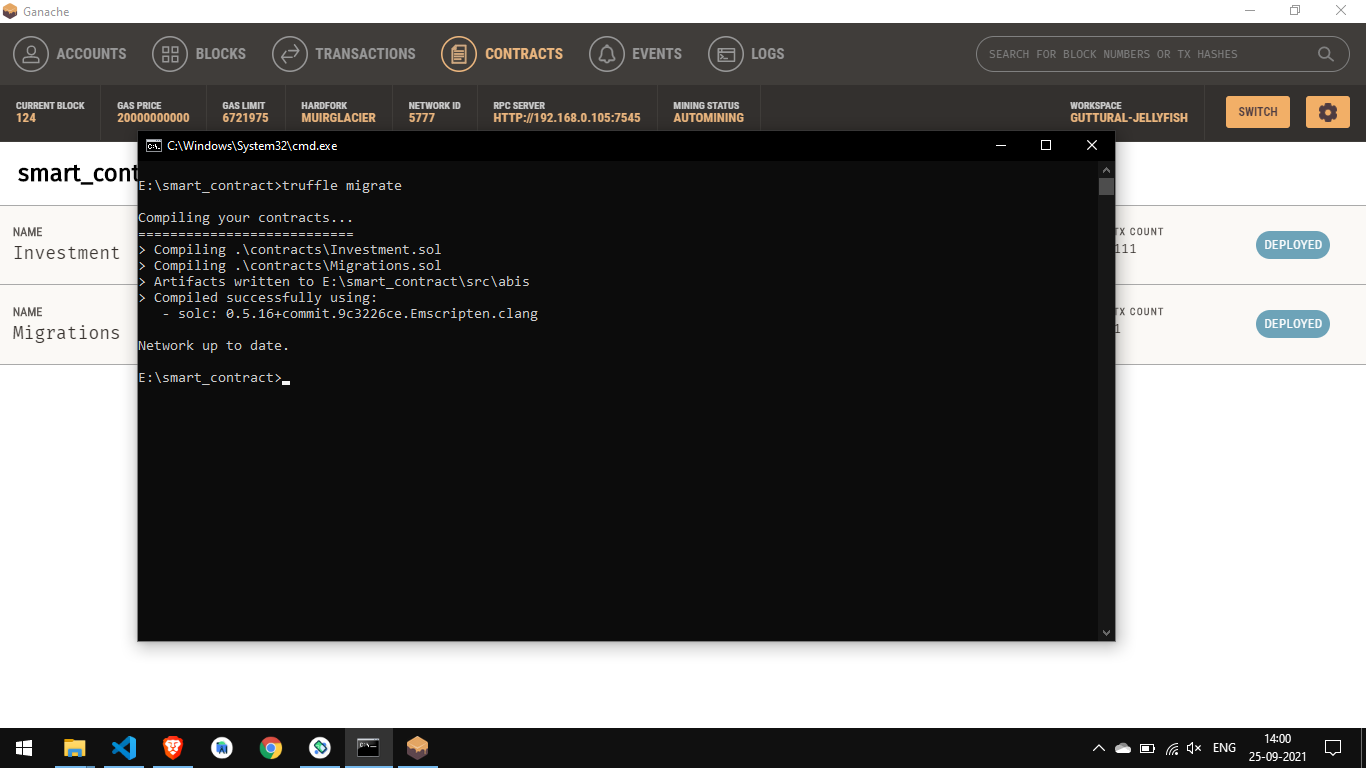 Ganache
ACCOUNTS BLOCKS TRANSACTIONS CONTRACTS EVENTS LOGS SEARCH FOR BLOCK NUMBERS OR TX HASHES
CURRENT BLOCK GAS PRICE GAS LIMIT HARDFORK NETWORK ID RPC SERVER MINING STATUS WORKSPACE
124 20000000000 6721975 MUIRGLACIER 5777 HTTP://192.168.0.105:7545 AUTOMINING GUTTURAL-JELLYFISH
SWITCH
smart_cont
NAME
Investment
TX COUNT
111
DEPLOYED
NAME
Migrations
TX COUNT
1
DEPLOYED
C:\Windows\System32\cmd.exe
E:\smart_contract>truffle migrate
Compiling your contracts...
===========================
> Compiling .\contracts\Investment.sol
> Compiling .\contracts\Migrations.sol
> Artifacts written to E:\smart_contract\src\abis
> Compiled successfully using:
- solc: 0.5.16+commit.9c3226ce.Emscripten.clang
Network up to date.
E:\smart_contract>
ENG
14:00
25-09-2021